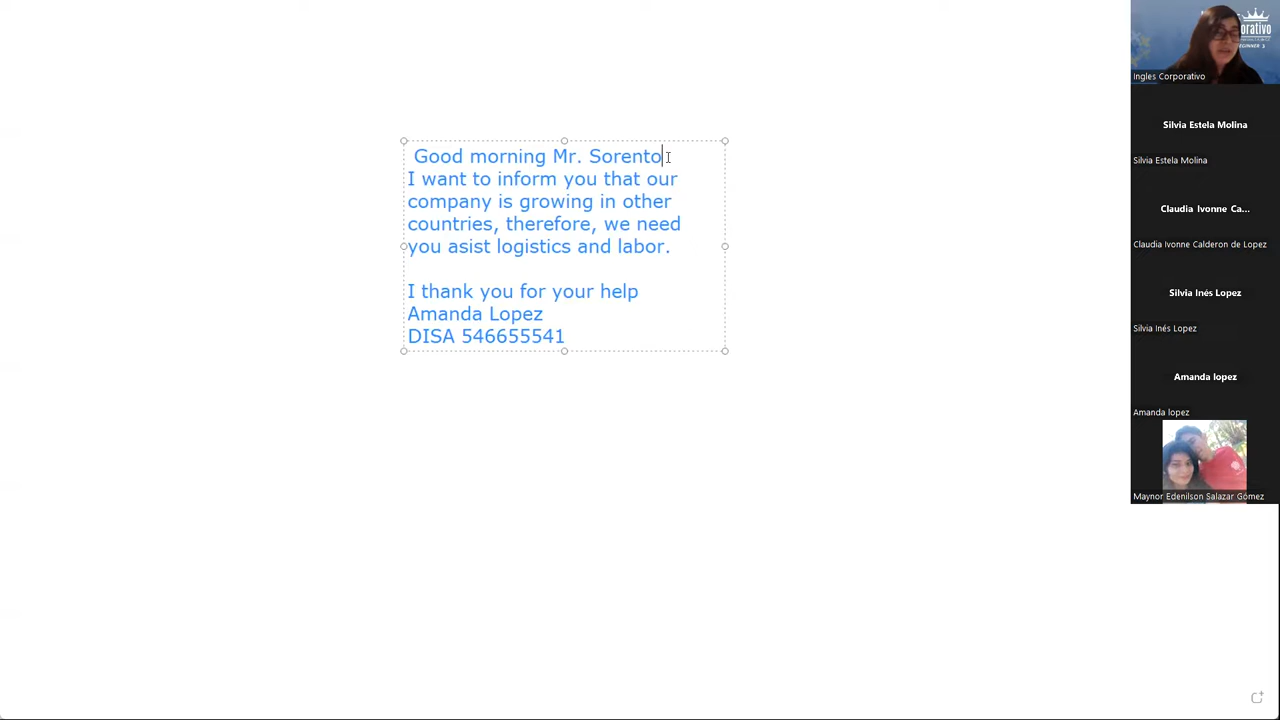 orativo
EGINNER 3
Ingles Corporativo
Silvia Estela Molina
Silvia Estela Molina
Good morning Mr. Sorento
I want to inform you that our
company is growing in other
countries, therefore, we need
you asist logistics and labor.
I thank you for your help
Amanda Lopez
DISA 546655541
Claudia Ivonne Ca...
Claudia Ivonne Calderon de Lopez
Silvia Inés Lopez
Silvia Inés Lopez
Amanda lopez
Amanda lopez
Maynor Edenilson Salazar Gómez